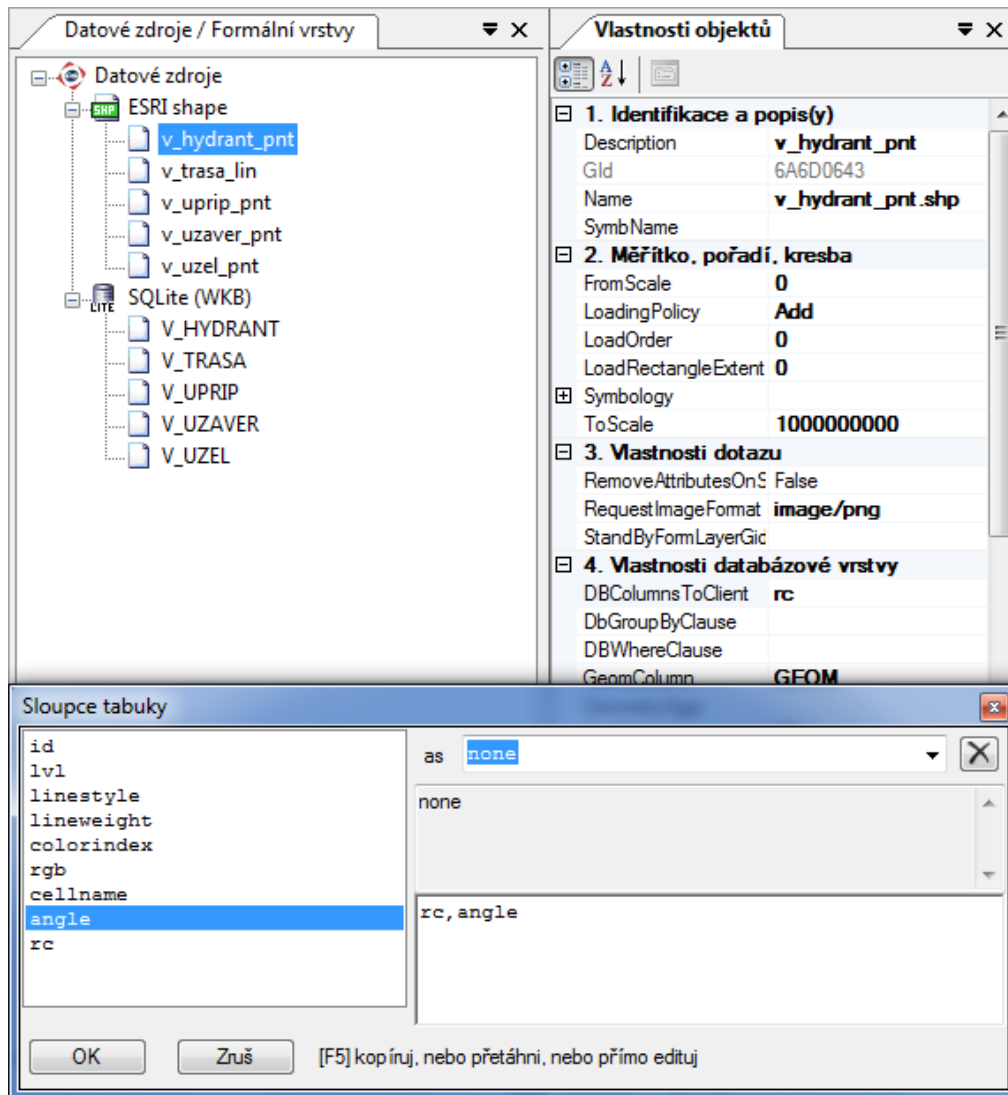 Datové zdroje / Formální vrstvy
Datové zdroje
ESRI shape
SHP
v_hydrant_pnt
v_trasa_lin
v_uprip_pnt
v_uzaver_pnt
v_uzel_pnt
SQLite (WKB)
LITE
V_HYDRANT
V_TRASA
V_UPRIP
V_UZAVER
V_UZEL
Vlastnosti objektů
1. Identifikace a popis(y)
Description v_hydrant_pnt
GId 6A6D0643
Name v_hydrant_pnt.shp
SymbName
2. Měřítko, pořadí, kresba
FromScale 0
LoadingPolicy Add
LoadOrder 0
LoadRectangleExtent 0
Symbology
ToScale 1000000000
3. Vlastnosti dotazu
RemoveAttributesOnS False
RequestImageFormat image/png
StandByFormLayerGid
4. Vlastnosti databázové vrstvy
DBColumnsToClient rc
DbGroupByClause
DBWhereClause
GeomColumn GEOM
Sloupce tabuky
id
lvl
linestyle
lineweight
colorindex
rgb
cellname
angle
rc
as none
none
rc,angle
OK Zruš [F5] kopíruj, nebo přetáhni, nebo přímo edituj